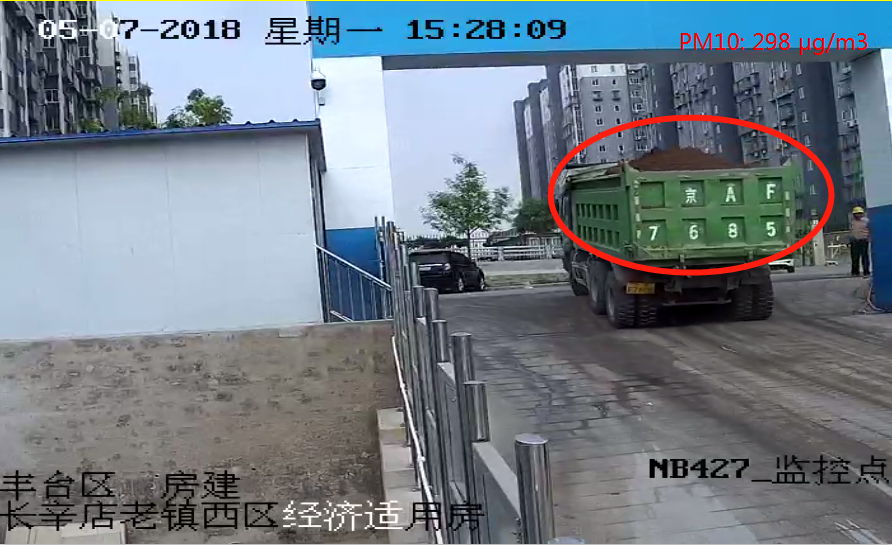 05-07-2018 星期一 15:28:09
PM10: 298 μg/m3
京 A F
7 6 8 5
NB427_监控点
丰台区 房建
长辛店老镇西区经济适用房